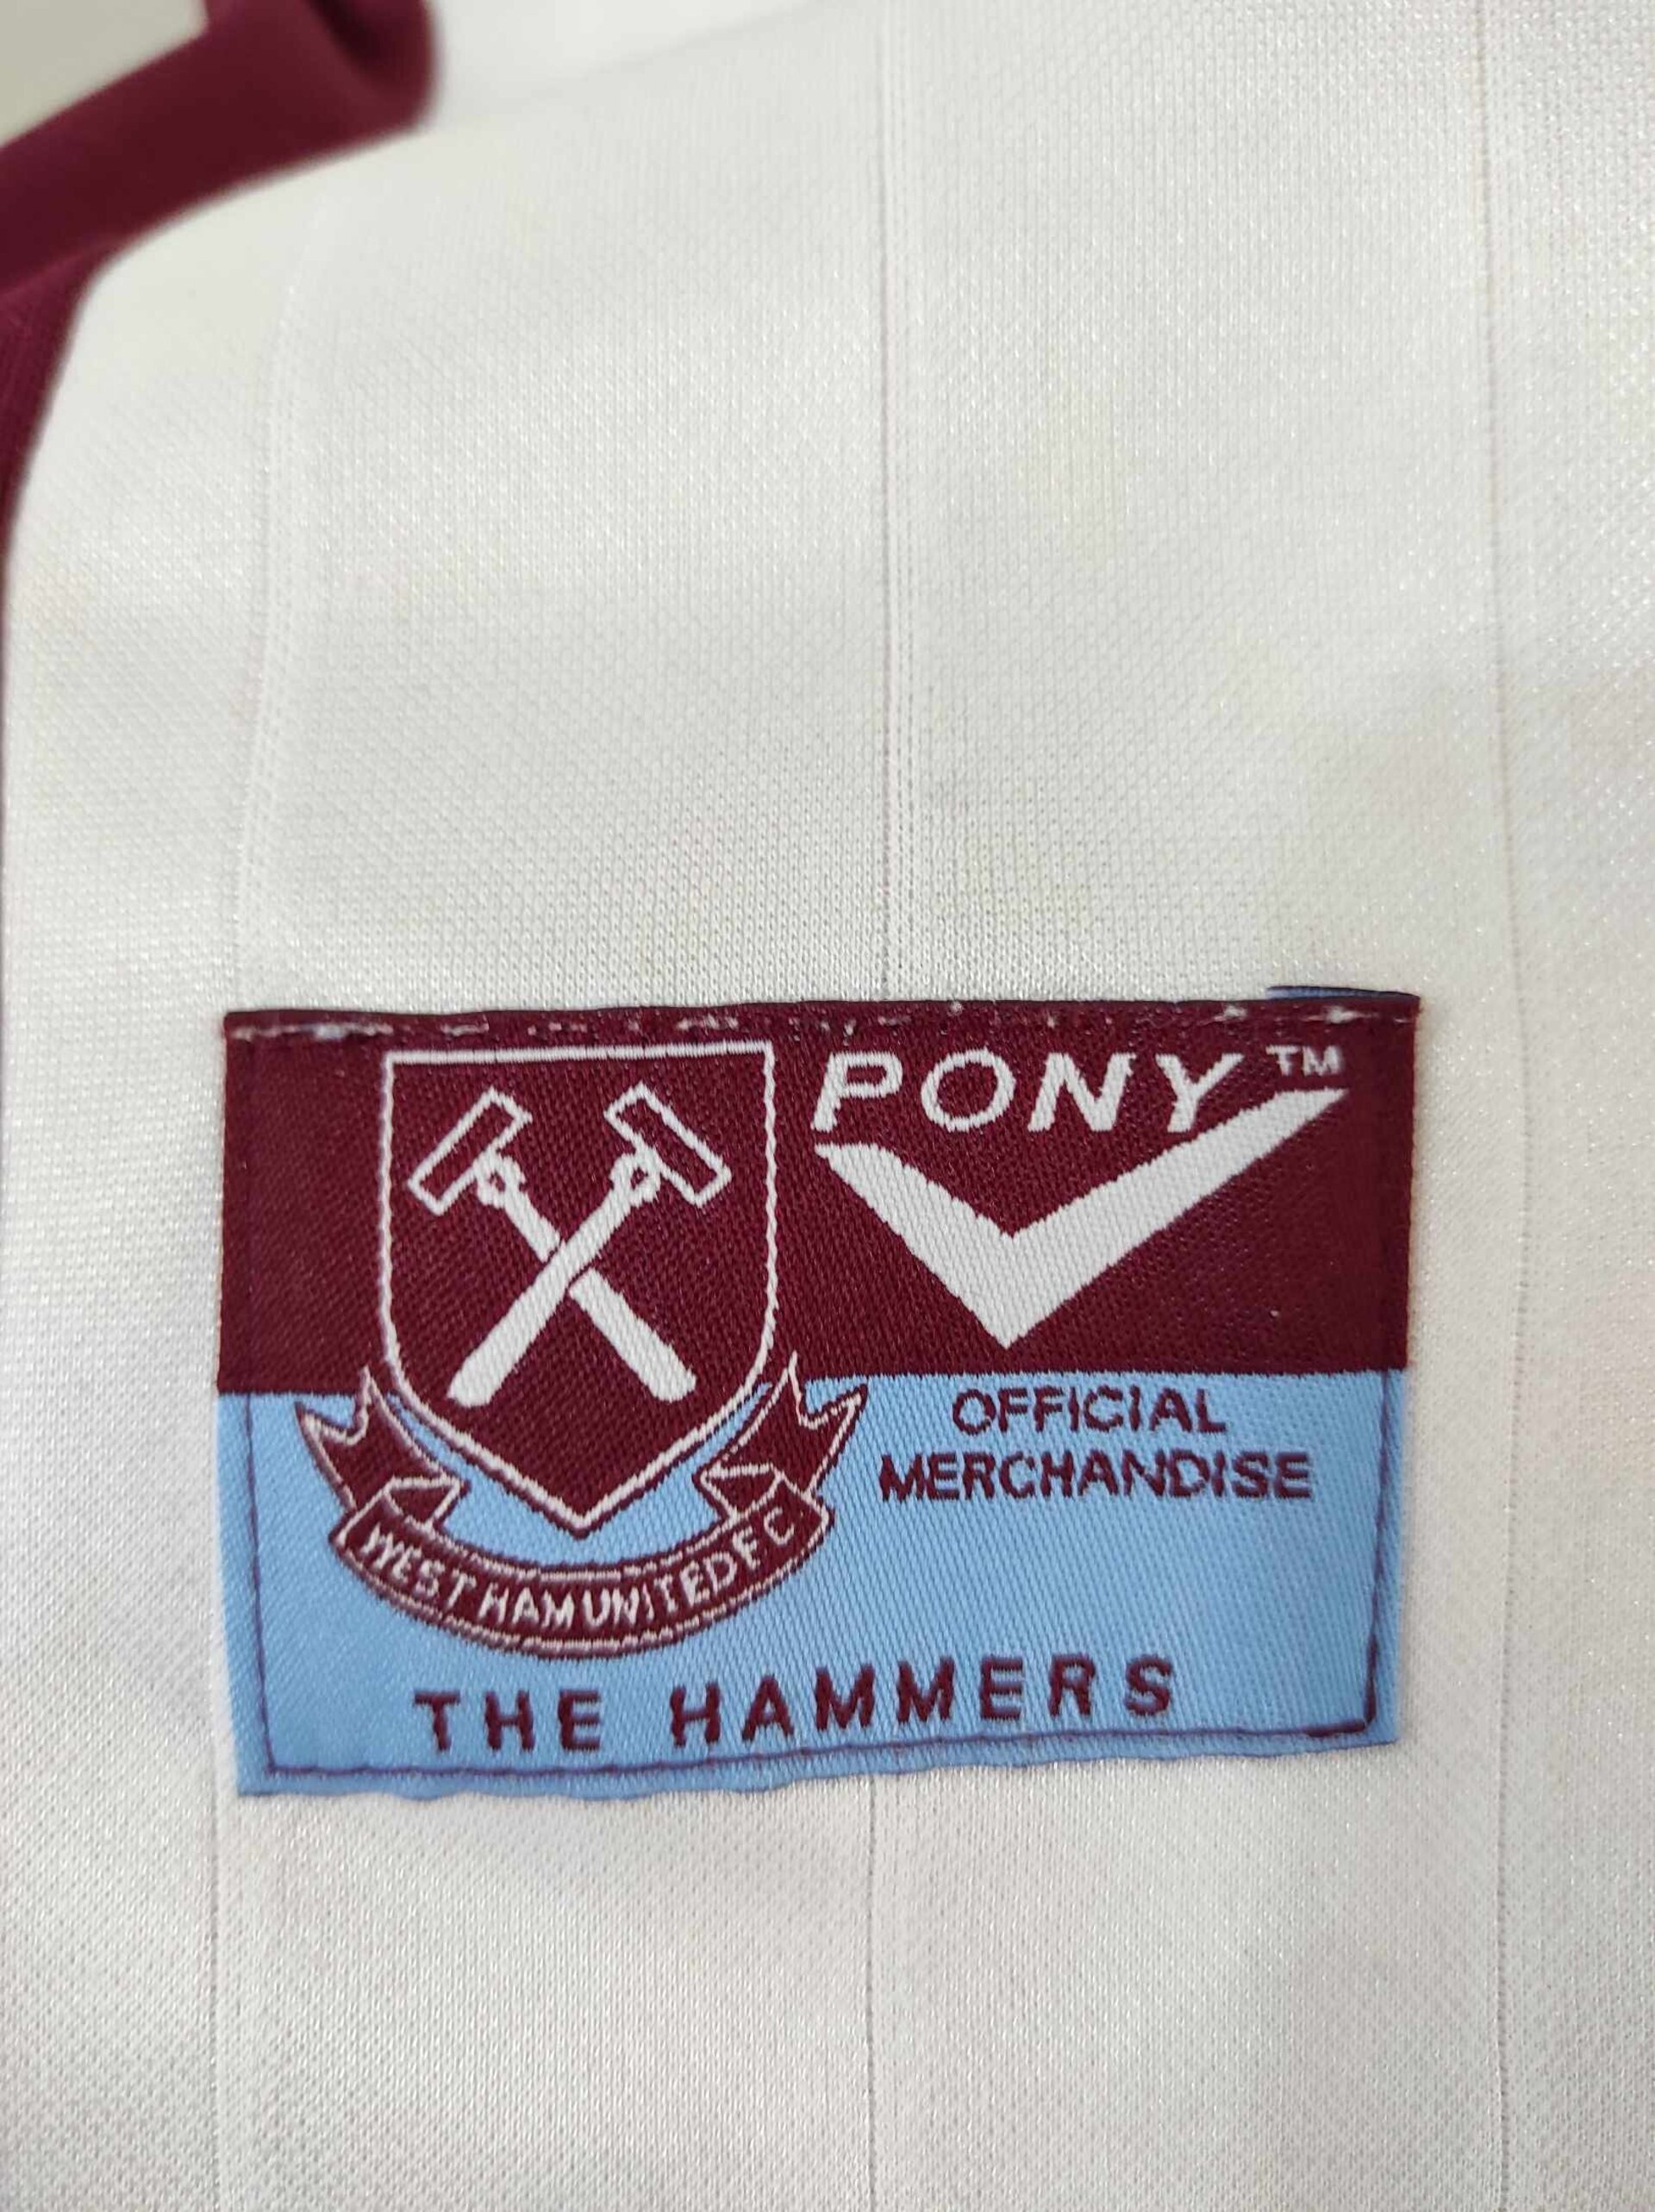 PONY™
OFFICIAL
MERCHANDISE
WEST HAM UNITED F C
THE HAMMERS